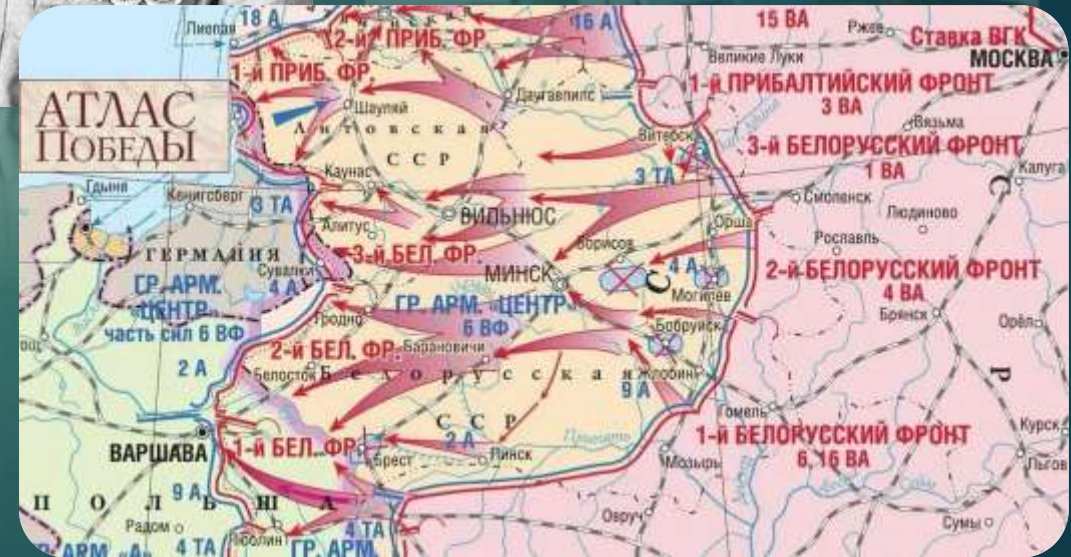 18 А
Лиепая
2-й ПРИБ. ФР.
16 А
15 ВА
Ржев
Ставка ВГК
МОСКВА
Великие Луки
1-й ПРИБ. ФР.
1-й ПРИБАЛТИЙСКИЙ ФРОНТ
3 ВА
АТЛАС
ПОБЕДЫ
Шауляй
Даугавпилс
Литовская
ССР
Витебск
Вязьма
3-й БЕЛОРУССКИЙ ФРОНТ
1 ВА
Калуга
Каунас
3 ТА
Гдыня
Кенигсберг
3 ТА
ВИЛЬНЮС
Смоленск
Людиново
С
Алитус
Орша
Рославль
ГЕРМАНИЯ
3-й БЕЛ. ФР.
Борисов
Сувалки
4 А
МИНСК
4 А
С
2-й БЕЛОРУССКИЙ ФРОНТ
4 ВА
ГР. АРМ.
«ЦЕНТР»
часть сил 6 ВФ
ГР. АРМ. «ЦЕНТР»
6 ВФ
Могилев
Брянск
Орёл
Гродно
Бобруйск
2-й БЕЛ. ФР.
Барановичи
2 А
Белосток
Белорусская
ССР
9 А
Жлобин
Р
Гомель
Курск
ВАРШАВА
1-й БЕЛ. ФР.
2 А
Брест
Пинск
Припять
1-й БЕЛОРУССКИЙ ФРОНТ
6, 16 ВА
Мозырь
Льгов
9 А
ПОЛЬША
Радом
Овруч
Сумы
4 ТА
Люблин
4 ТА
ГР. АРМ.
ГР. АРМ. «А»